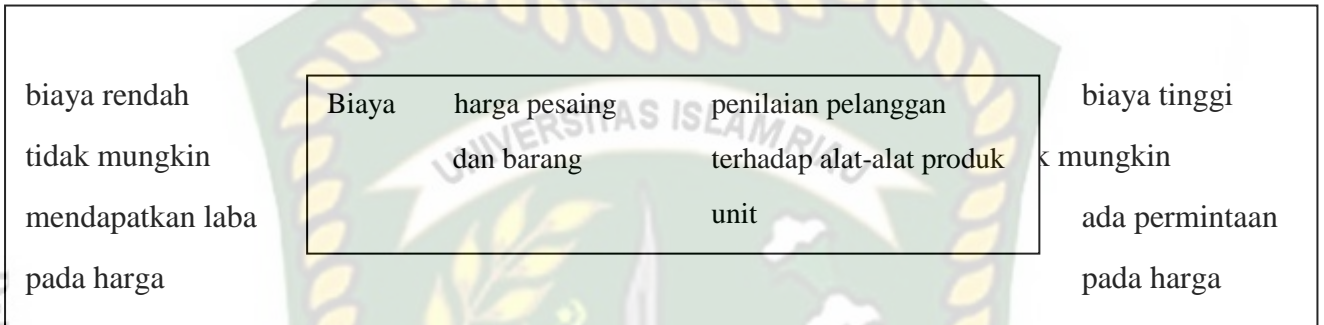 biaya rendah
tidak mungkin
mendapatkan laba
pada harga
Biaya harga pesaing penilaian pelanggan
dan barang terhadap alat-alat produk
unit
biaya tinggi
k mungkin
ada permintaan
pada harga
UNIVERSITAS ISLAM RIAU